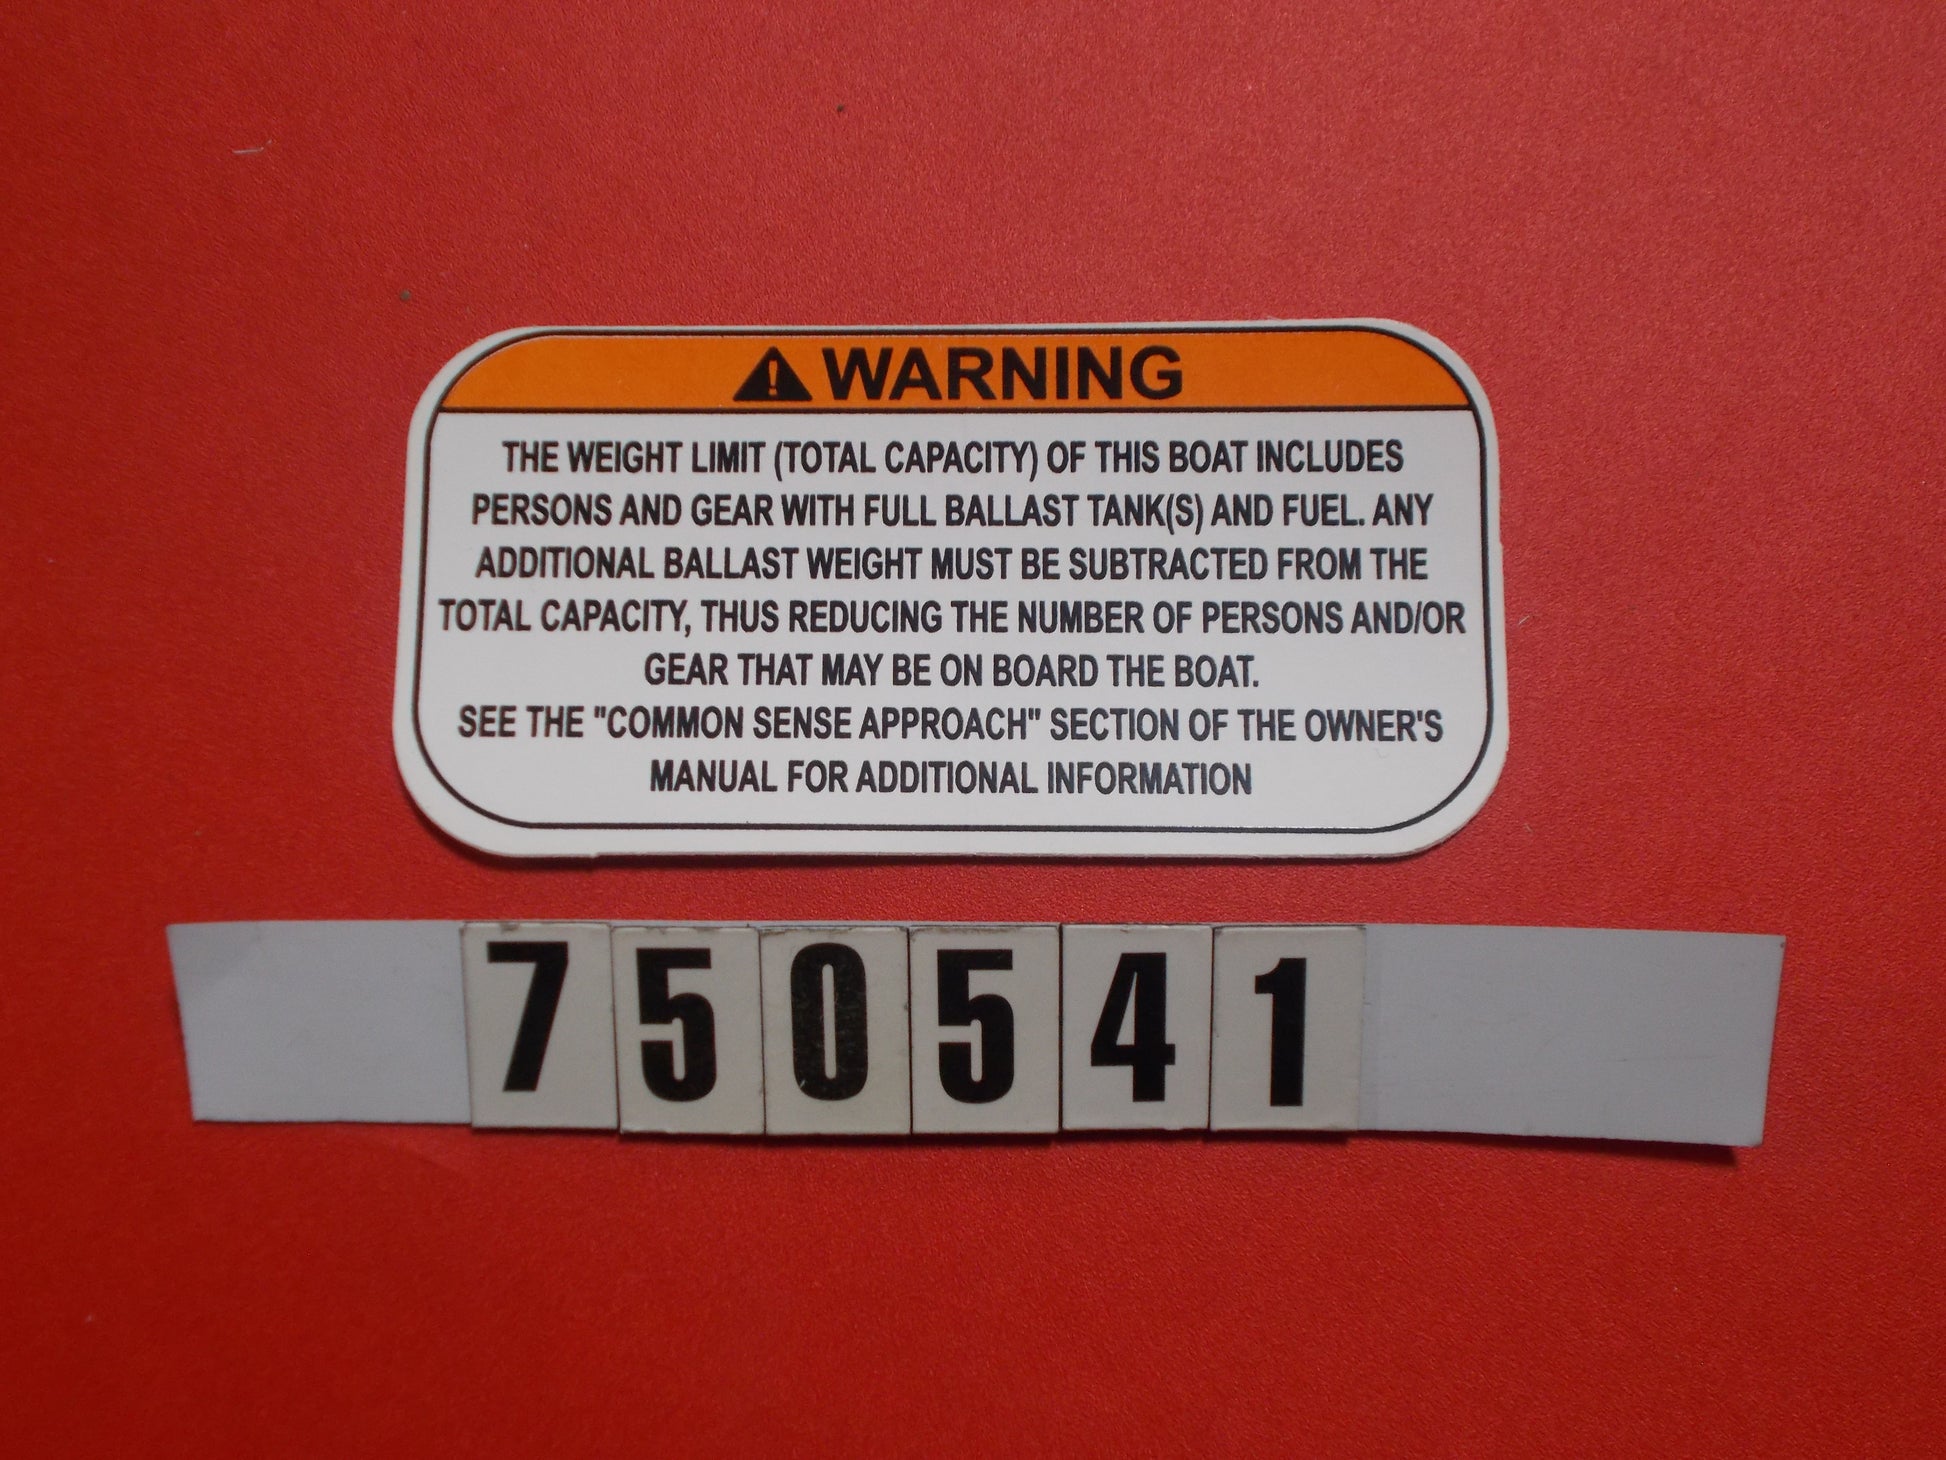 WARNING
THE WEIGHT LIMIT (TOTAL CAPACITY) OF THIS BOAT INCLUDES
PERSONS AND GEAR WITH FULL BALLAST TANK(S) AND FUEL. ANY
ADDITIONAL BALLAST WEIGHT MUST BE SUBTRACTED FROM THE
TOTAL CAPACITY, THUS REDUCING THE NUMBER OF PERSONS AND/OR
GEAR THAT MAY BE ON BOARD THE BOAT.
SEE THE "COMMON SENSE APPROACH" SECTION OF THE OWNER'S
MANUAL FOR ADDITIONAL INFORMATION
750541